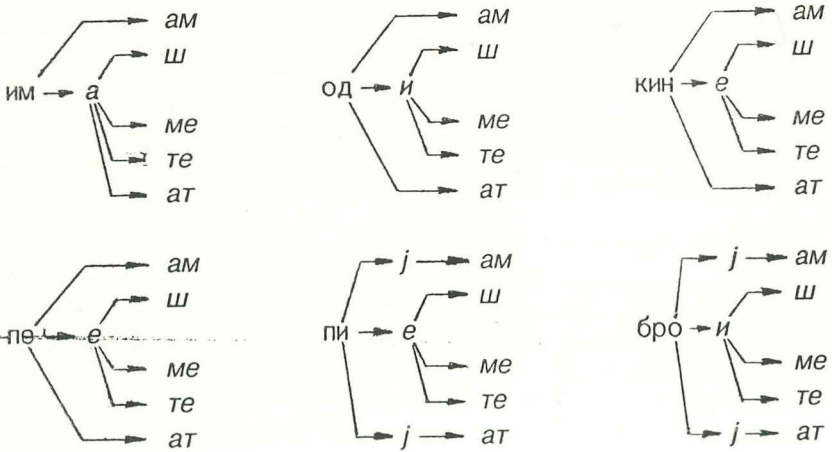 ам
ш
им а
ме
те
ат
ам
ш
од и
ме
те
ат
ам
ш
кин е
ме
те
ат
ам
ш
пе е
ме
те
ат
ј ам
ш
пи е
ме
те
ј ат
ј ам
ш
бро и
ме
те
ј ат